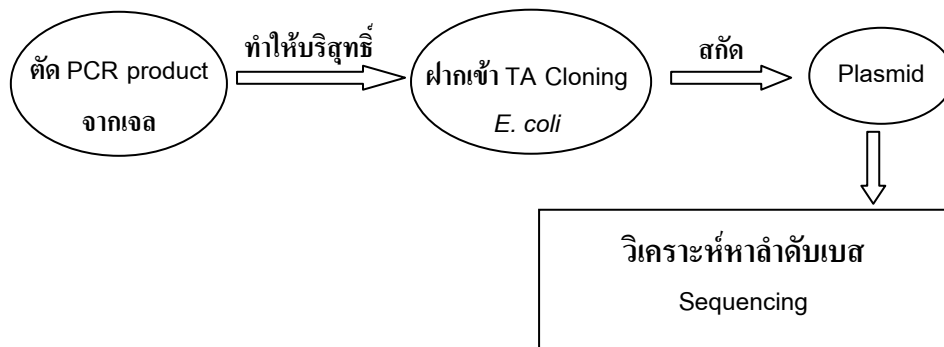 ตัด PCR product
จากเจล
ทำให้บริสุทธิ์
ฝากเข้า TA Cloning
E. coli
สกัด
Plasmid
วิเคราะห์หาลำดับเบส
Sequencing